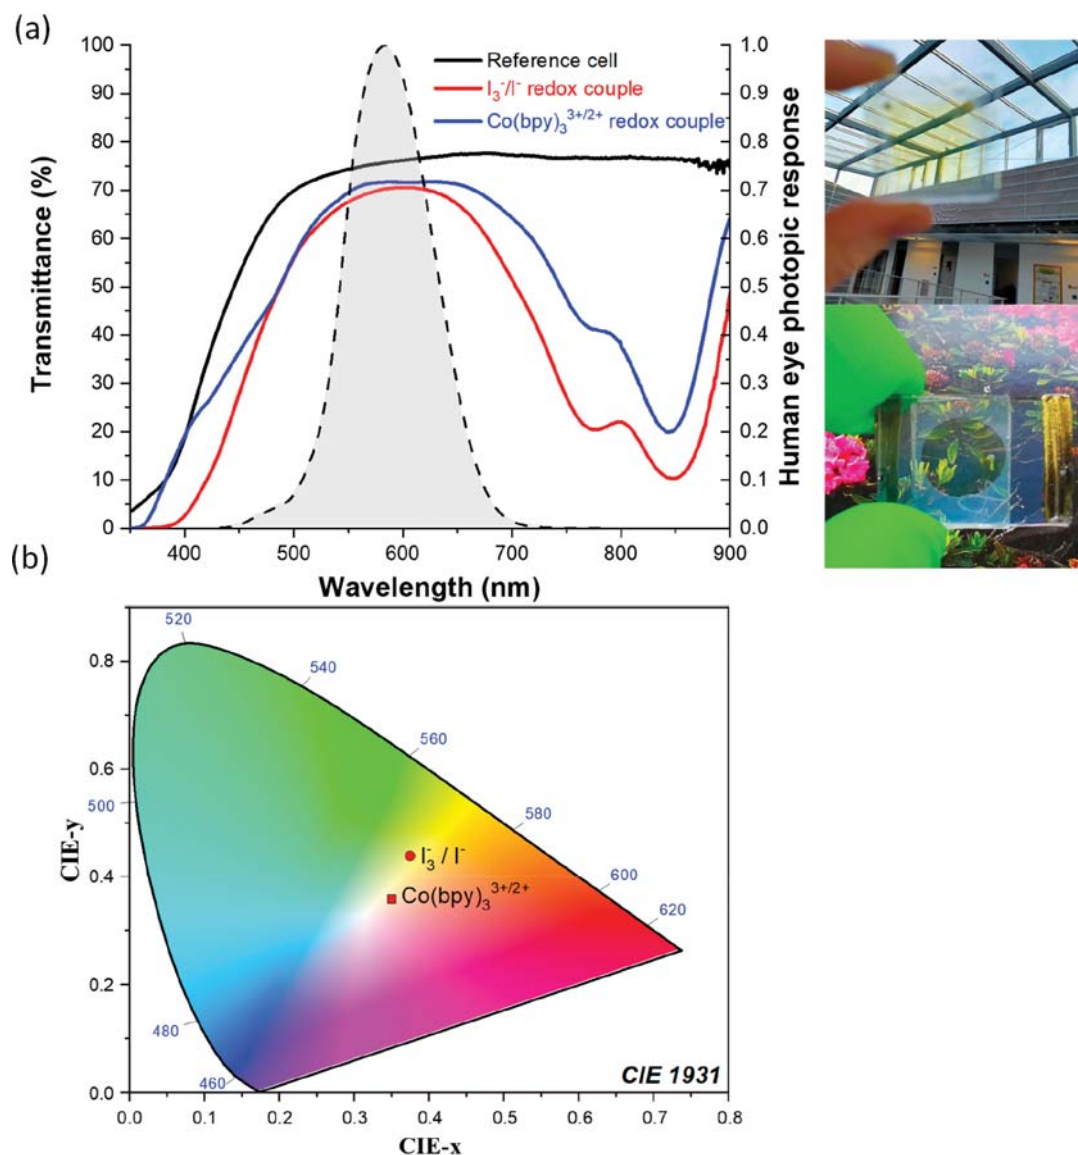 (a)
Transmittance (%)
100
90
80
70
60
50
40
30
20
10
0
Reference cell
I₃⁻/I⁻ redox couple
Co(bpy)₃³⁺/²⁺ redox couple
1.0
0.9
0.8
0.7
0.6
0.5
0.4
0.3
0.2
0.1
0.0
Human eye photopic response
400 500 600 700 800 900
Wavelength (nm)
(b)
CIE-y
0.8
0.6
0.4
0.2
0.0
520
540
560
580
600
620
500
480
460
I₃⁻ / I⁻
Co(bpy)₃³⁺/²⁺
CIE 1931
0.0 0.1 0.2 0.3 0.4 0.5 0.6 0.7 0.8
CIE-x